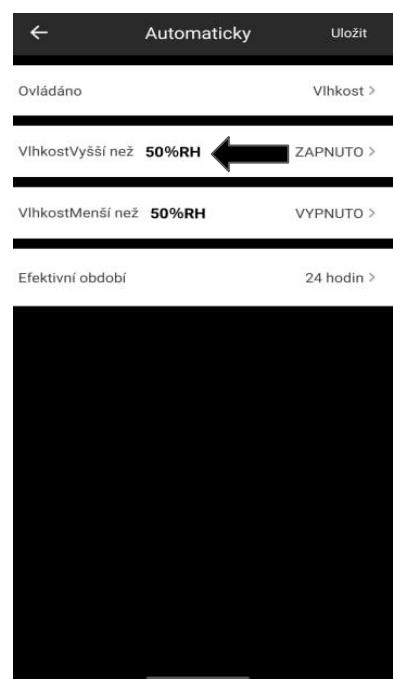 Automaticky Uložit
Ovládáno Vlhkost >
VlhkostVyšší než 50%RH ZAPNUTO >
VlhkostMenší než 50%RH VYPNUTO >
Efektivní období 24 hodin >